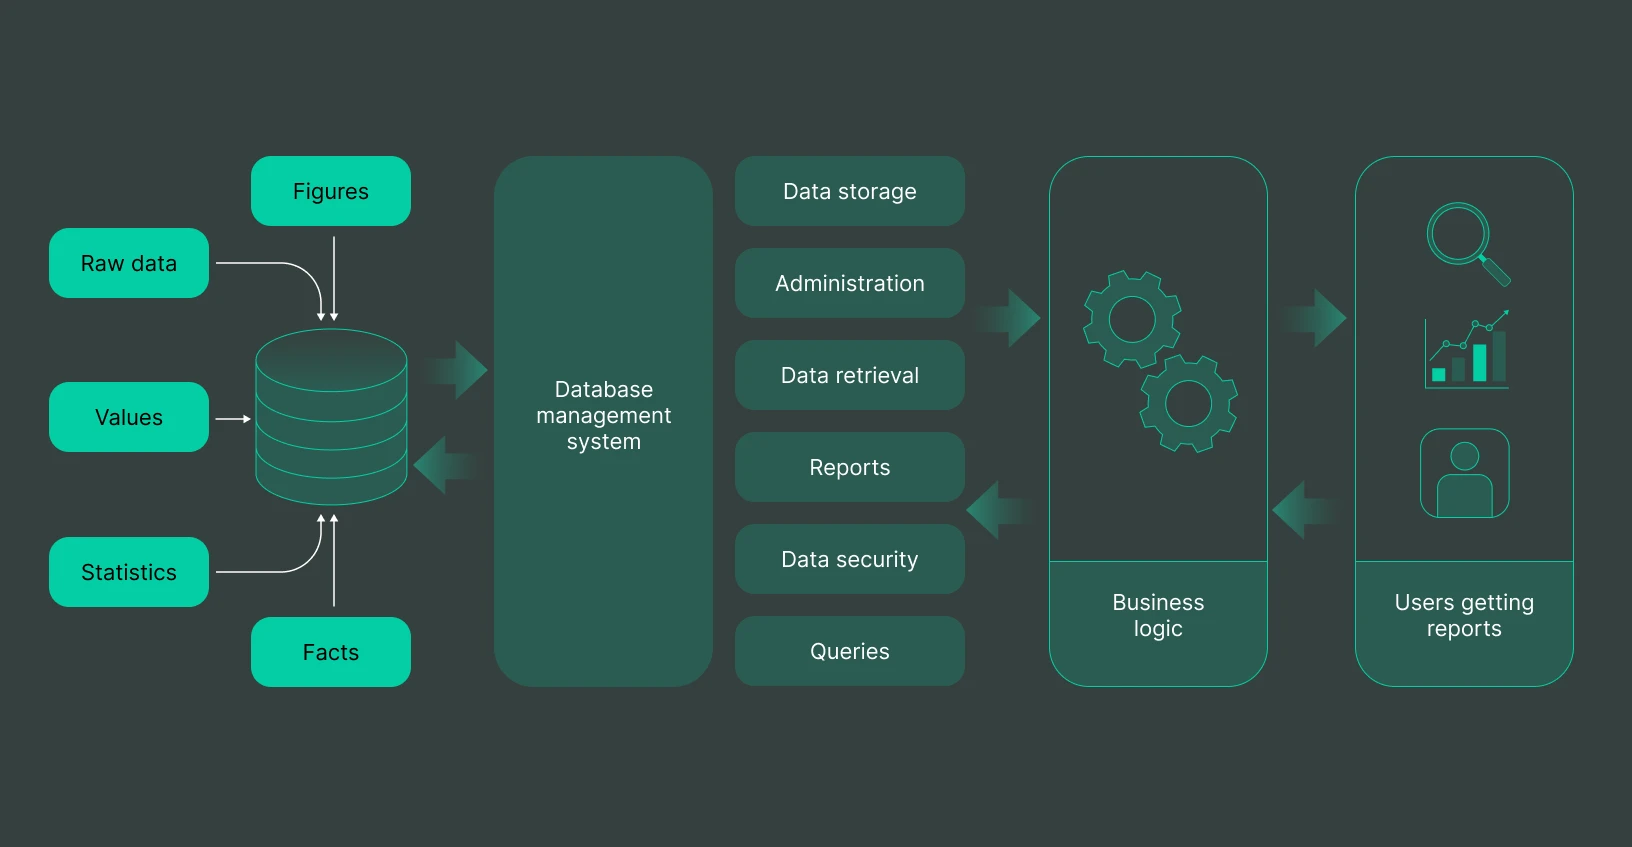 Figures
Raw data
Values
Statistics
Facts
Database
management
system
Data storage
Administration
Data retrieval
Reports
Data security
Queries
Business
logic
Users getting
reports